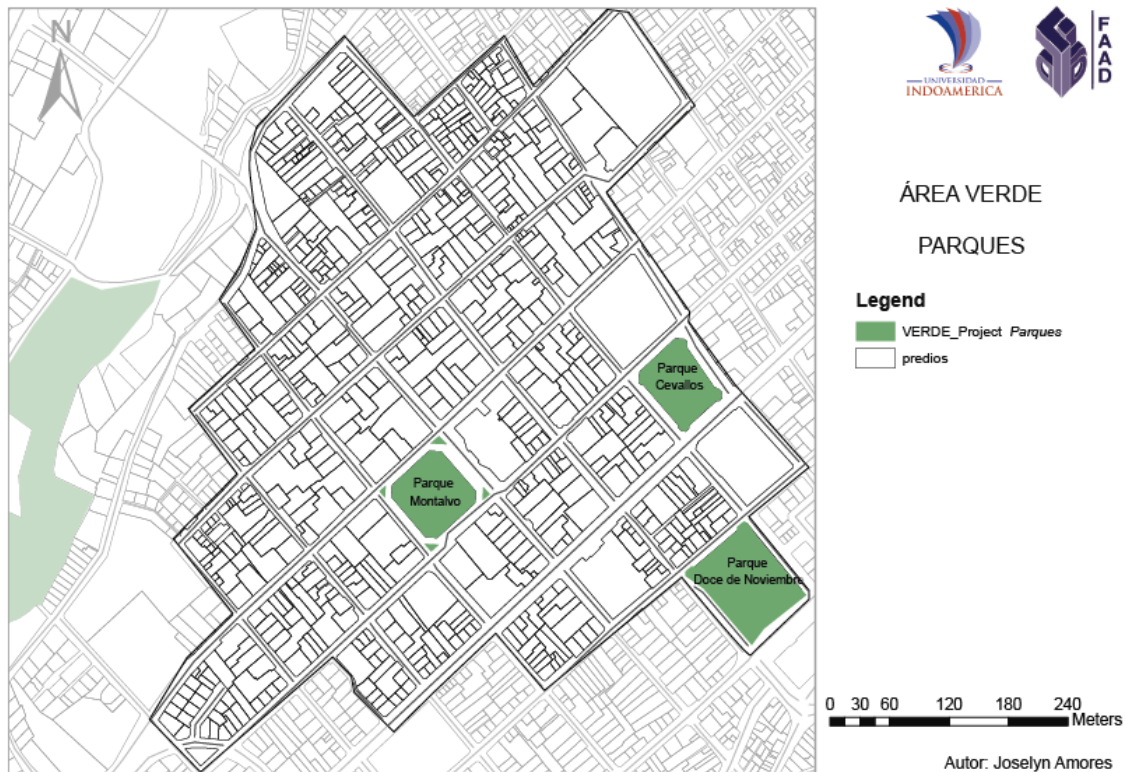 N
UNIVERSIDAD
INDOAMERICA
FAAD
ÁREA VERDE
PARQUES
Legend
VERDE_Project Parques
predios
Parque
Cevallos
Parque
Montalvo
Parque
Doce de Noviembre
0 30 60 120 180 240
Meters
Autor: Joselyn Amores